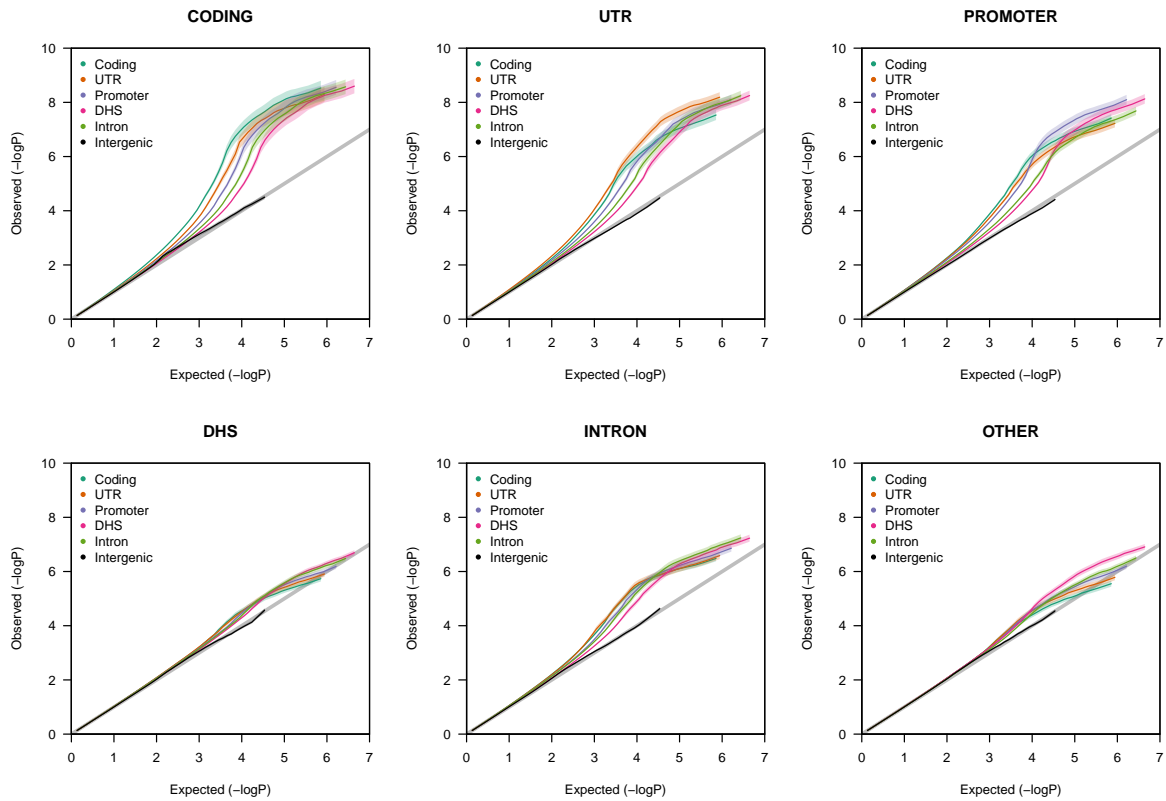 CODING
Observed (−logP)
10
8
6
4
2
0
Coding
UTR
Promoter
DHS
Intron
Intergenic
0 1 2 3 4 5 6 7
Expected (−logP)
UTR
Observed (−logP)
10
8
6
4
2
0
Coding
UTR
Promoter
DHS
Intron
Intergenic
0 1 2 3 4 5 6 7
Expected (−logP)
PROMOTER
Observed (−logP)
10
8
6
4
2
0
Coding
UTR
Promoter
DHS
Intron
Intergenic
0 1 2 3 4 5 6 7
Expected (−logP)
DHS
Observed (−logP)
10
8
6
4
2
0
Coding
UTR
Promoter
DHS
Intron
Intergenic
0 1 2 3 4 5 6 7
Expected (−logP)
INTRON
Observed (−logP)
10
8
6
4
2
0
Coding
UTR
Promoter
DHS
Intron
Intergenic
0 1 2 3 4 5 6 7
Expected (−logP)
OTHER
Observed (−logP)
10
8
6
4
2
0
Coding
UTR
Promoter
DHS
Intron
Intergenic
0 1 2 3 4 5 6 7
Expected (−logP)